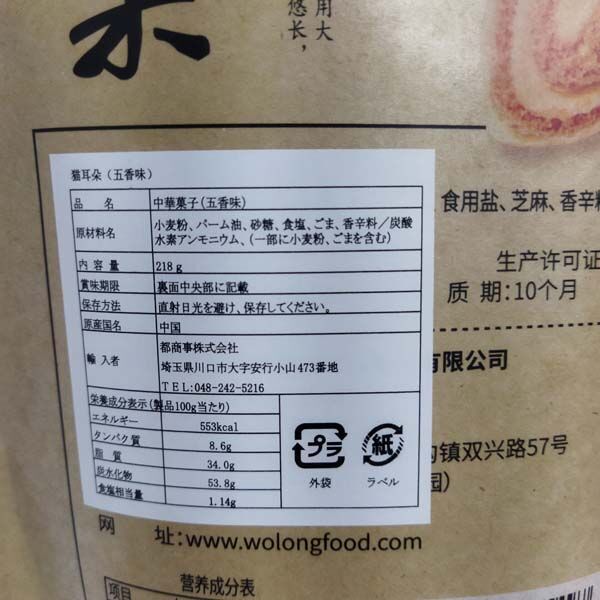 用大
悠长，
猫耳朵（五香味）
品 名 中華菓子(五香味)
原材料名 小麦粉、パーム油、砂糖、食塩、ごま、香辛料／炭酸
水素アンモニウム、（一部に小麦粉、ごまを含む）
内 容 量 218ｇ
賞味期限 裏面中央部に記載
保存方法 直射日光を避け、保存してください。
原産国名 中国
輸 入者 都商事株式会社
埼玉県川口市大字安行小山473番地
ＴＥＬ:048-242-5216
栄養成分表示(製品100g当たり)
エネルギー 553kcal
タンパク質 8.6g
脂 質 34.0g
炭水化物 53.8g
食塩相当量 1.14g
プラ
外袋
紙
ラベル
食用盐、芝麻、香辛
生产许可证
质 期:10个月
有限公司
镇双兴路57号
园)
网 址:www.wolongfood.com
营养成分表
项目